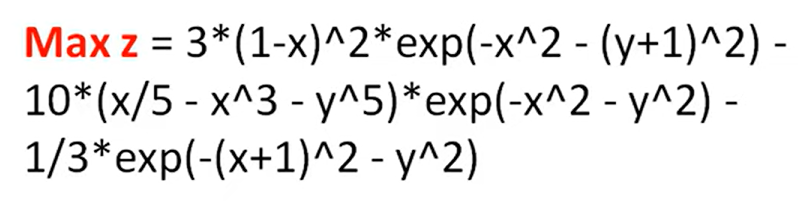 Max z = 3*(1-x)^2*exp(-x^2 - (y+1)^2) -
10*(x/5 - x^3 - y^5)*exp(-x^2 - y^2) -
1/3*exp(-(x+1)^2 - y^2)